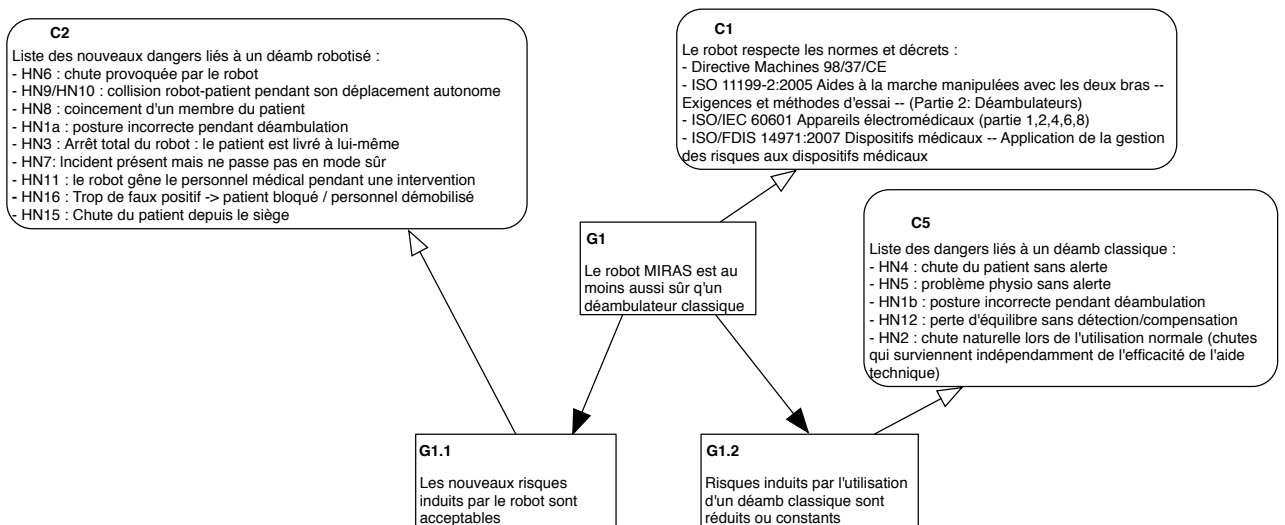 C2
Liste des nouveaux dangers liés à un déamb robotisé :
- HN6 : chute provoquée par le robot
- HN9/HN10 : collision robot-patient pendant son déplacement autonome
- HN8 : coincement d'un membre du patient
- HN1a : posture incorrecte pendant déambulation
- HN3 : Arrêt total du robot : le patient est livré à lui-même
- HN7: Incident présent mais ne passe pas en mode sûr
- HN11 : le robot gêne le personnel médical pendant une intervention
- HN16 : Trop de faux positif -> patient bloqué / personnel démobilisé
- HN15 : Chute du patient depuis le siège
C1
Le robot respecte les normes et décrets :
- Directive Machines 98/37/CE
- ISO 11199-2:2005 Aides à la marche manipulées avec les deux bras --
Exigences et méthodes d'essai -- (Partie 2: Déambulateurs)
- ISO/IEC 60601 Appareils électromédicaux (partie 1,2,4,6,8)
- ISO/FDIS 14971:2007 Dispositifs médicaux -- Application de la gestion
des risques aux dispositifs médicaux
G1
Le robot MIRAS est au
moins aussi sûr q'un
déambulateur classique
C5
Liste des dangers liés à un déamb classique :
- HN4 : chute du patient sans alerte
- HN5 : problème physio sans alerte
- HN1b : posture incorrecte pendant déambulation
- HN12 : perte d'équilibre sans détection/compensation
- HN2 : chute naturelle lors de l'utilisation normale (chutes
qui surviennent indépendamment de l'efficacité de l'aide
technique)
G1.1
Les nouveaux risques
induits par le robot sont
acceptables
G1.2
Risques induits par l'utilisation
d'un déamb classique sont
réduits ou constants